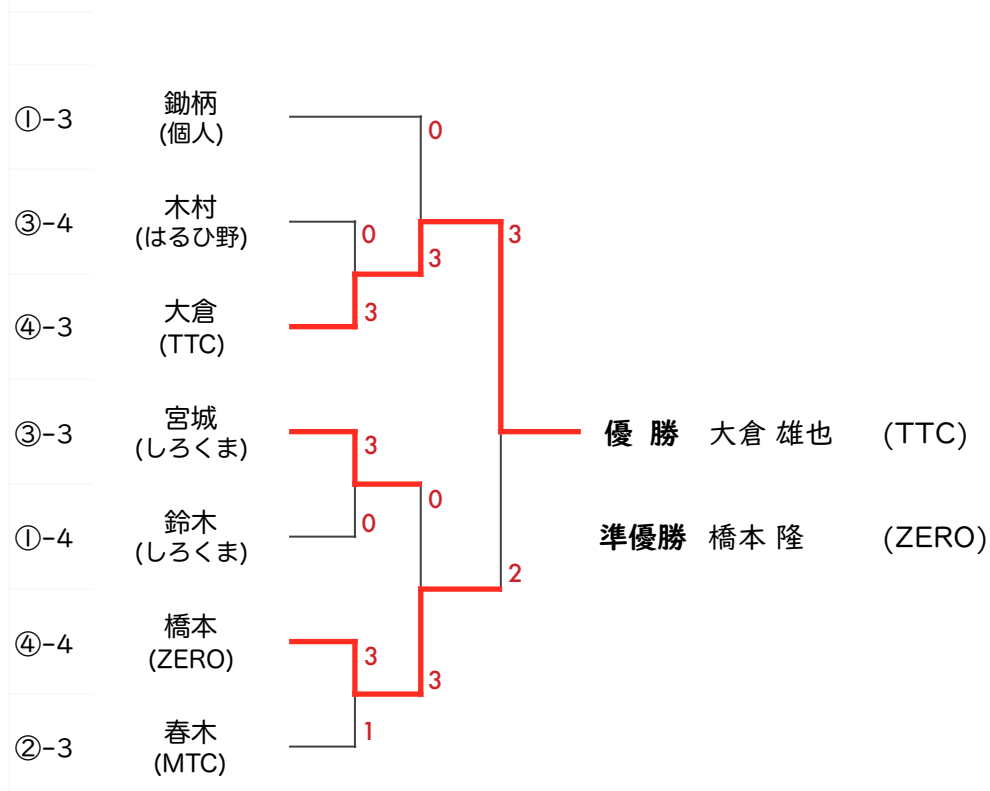 ①-3
鋤柄
(個人)
0
③-4
木村
(はるひ野)
0
3
3
④-3
大倉
(TTC)
3
③-3
宮城
(しろくま)
3
優 勝 大倉 雄也 (TTC)
0
①-4
鈴木
(しろくま)
0
準優勝 橋本 隆 (ZERO)
2
④-4
橋本
(ZERO)
3
3
②-3
春木
(MTC)
1